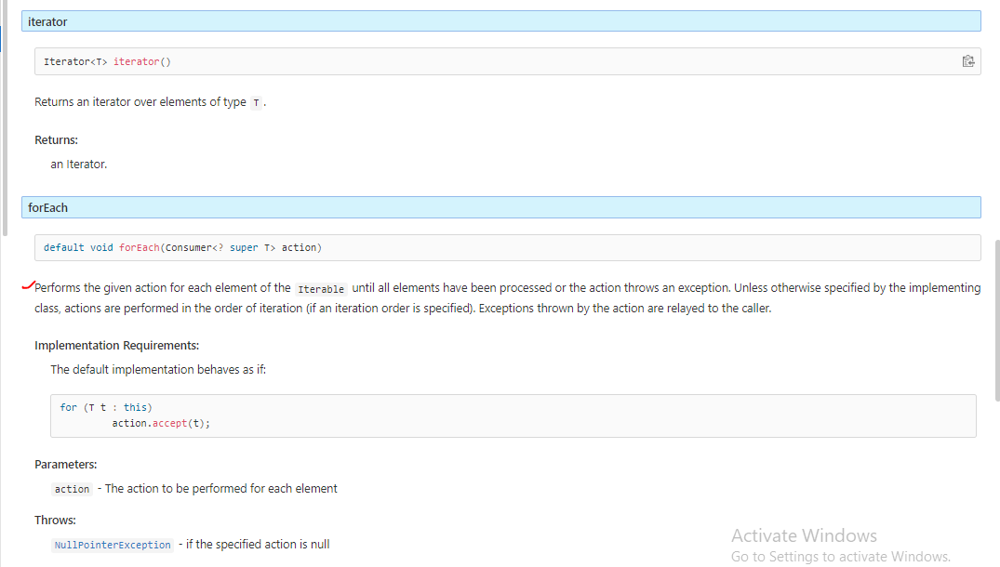 iterator
Iterator<T> iterator()
Returns an iterator over elements of type T.
Returns:
an Iterator.
forEach
default void forEach(Consumer<? super T> action)
Performs the given action for each element of the Iterable until all elements have been processed or the action throws an exception. Unless otherwise specified by the implementing
class, actions are performed in the order of iteration (if an iteration order is specified). Exceptions thrown by the action are relayed to the caller.
Implementation Requirements:
The default implementation behaves as if:
for (T t : this)
action.accept(t);
Parameters:
action - The action to be performed for each element
Throws:
NullPointerException - if the specified action is null
Activate Windows
Go to Settings to activate Windows.